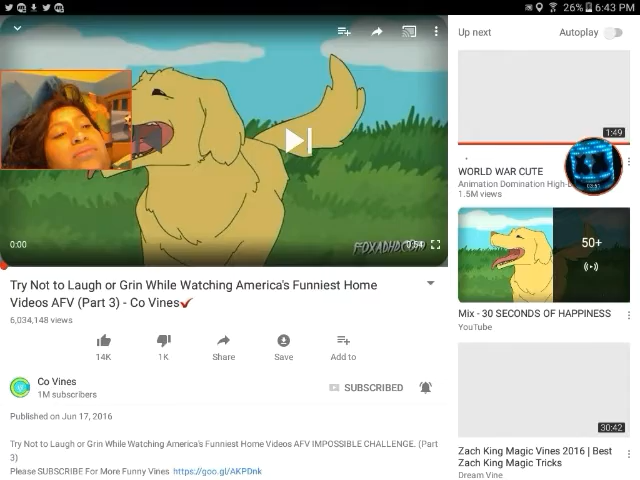 26% 6:43 PM
Up next Autoplay
1:49
WORLD WAR CUTE
Animation Domination High-D
1.5M views
03:51
0:00
0:54
FOXADHD.COM
50+
Mix - 30 SECONDS OF HAPPINESS
YouTube
Try Not to Laugh or Grin While Watching America's Funniest Home
Videos AFV (Part 3) - Co Vines
6,034,148 views
14K 1K Share Save Add to
Co Vines
1M subscribers
SUBSCRIBED
Published on Jun 17, 2016
Try Not to Laugh or Grin While Watching America's Funniest Home Videos AFV IMPOSSIBLE CHALLENGE. (Part
3)
Please SUBSCRIBE For More Funny Vines https://goo.gl/AKPDnk
30:42
Zach King Magic Vines 2016 | Best
Zach King Magic Tricks
Dream Vine